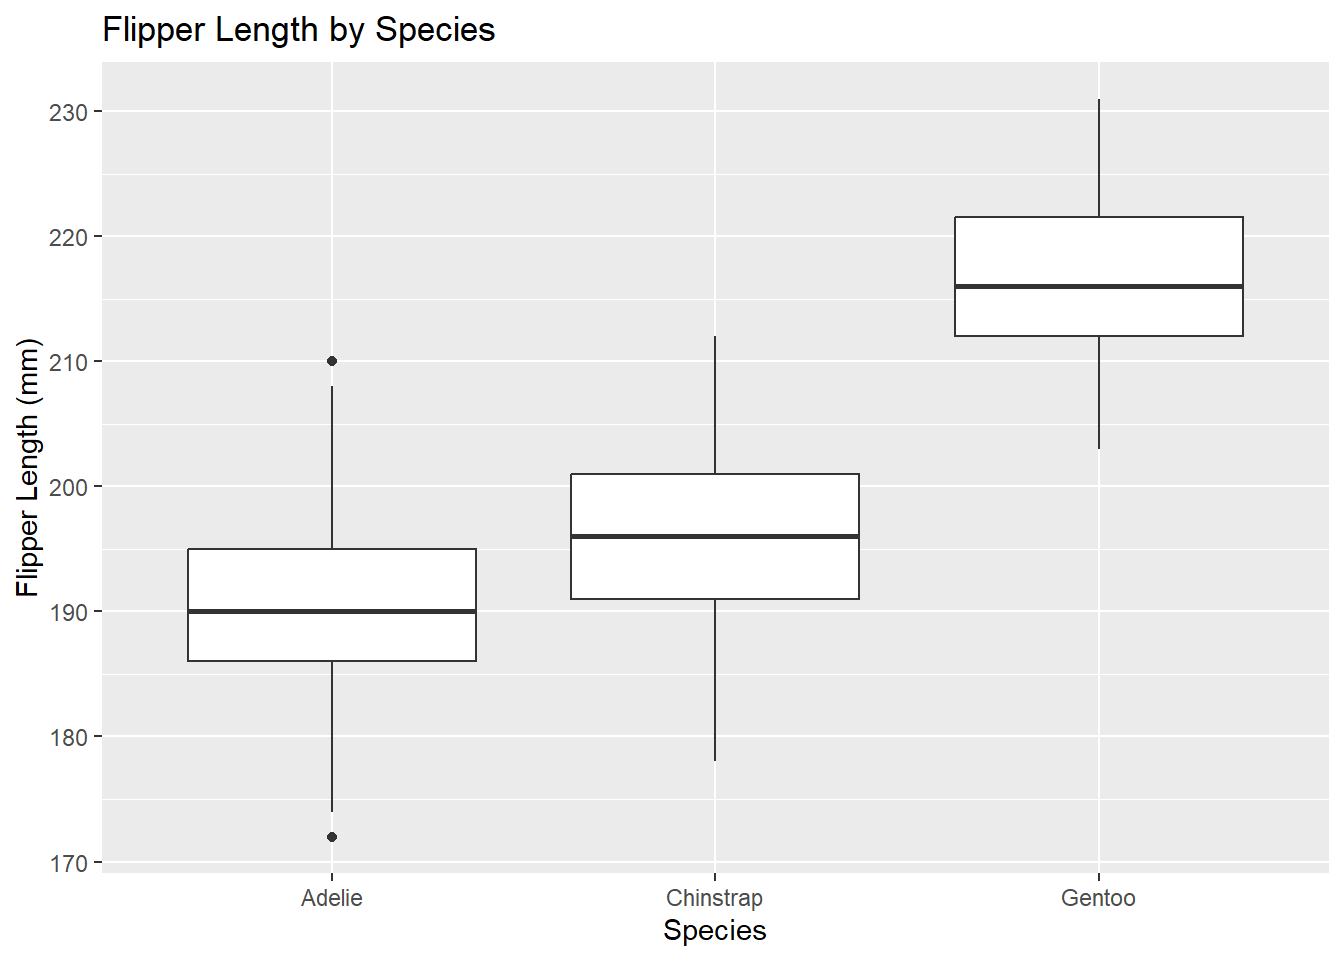 Flipper Length by Species
Flipper Length (mm)
230
220
210
200
190
180
170
Adelie Chinstrap Gentoo
Species